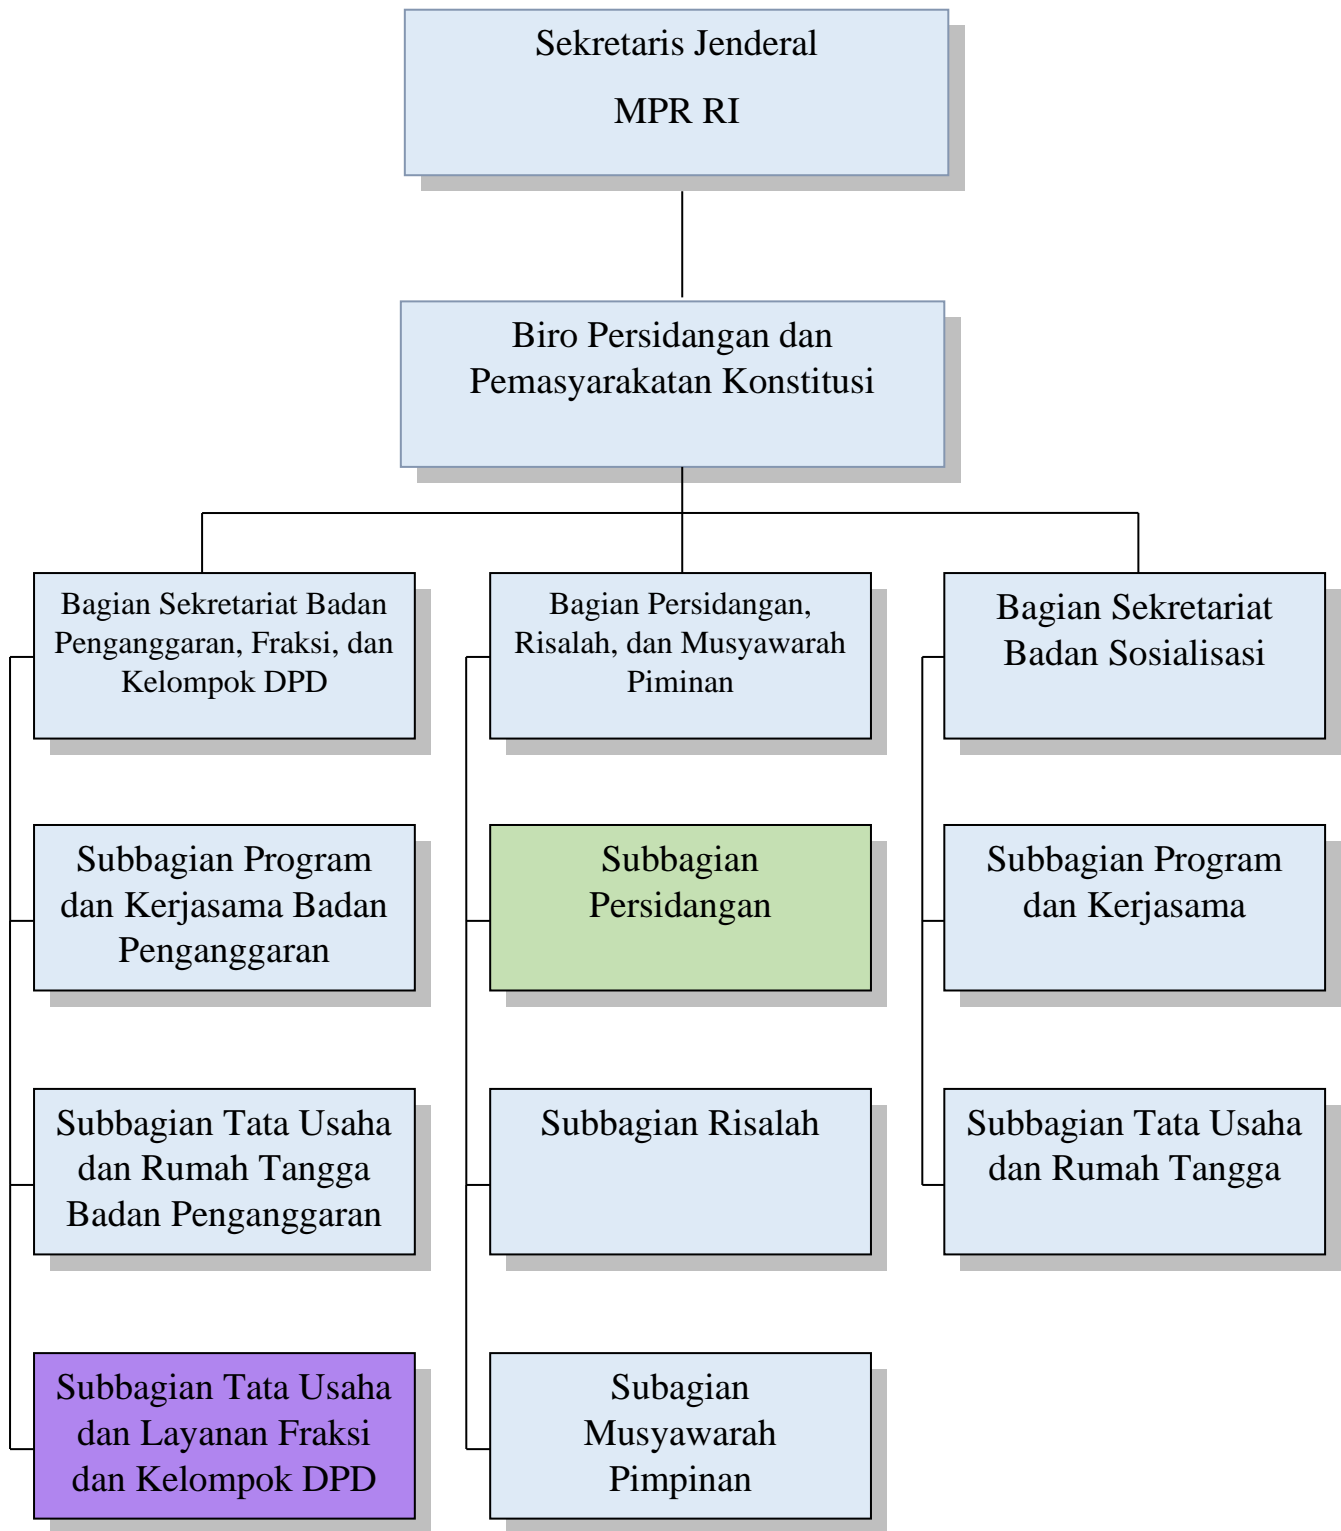 Sekretaris Jenderal
MPR RI
Biro Persidangan dan
Pemasyarakatan Konstitusi
Bagian Sekretariat Badan
Penganggaran, Fraksi, dan
Kelompok DPD
Bagian Persidangan,
Risalah, dan Musyawarah
Piminan
Bagian Sekretariat
Badan Sosialisasi
Subbagian Program
dan Kerjasama Badan
Penganggaran
Subbagian
Persidangan
Subbagian Program
dan Kerjasama
Subbagian Tata Usaha
dan Rumah Tangga
Badan Penganggaran
Subbagian Risalah
Subbagian Tata Usaha
dan Rumah Tangga
Subbagian Tata Usaha
dan Layanan Fraksi
dan Kelompok DPD
Subagian
Musyawarah
Pimpinan